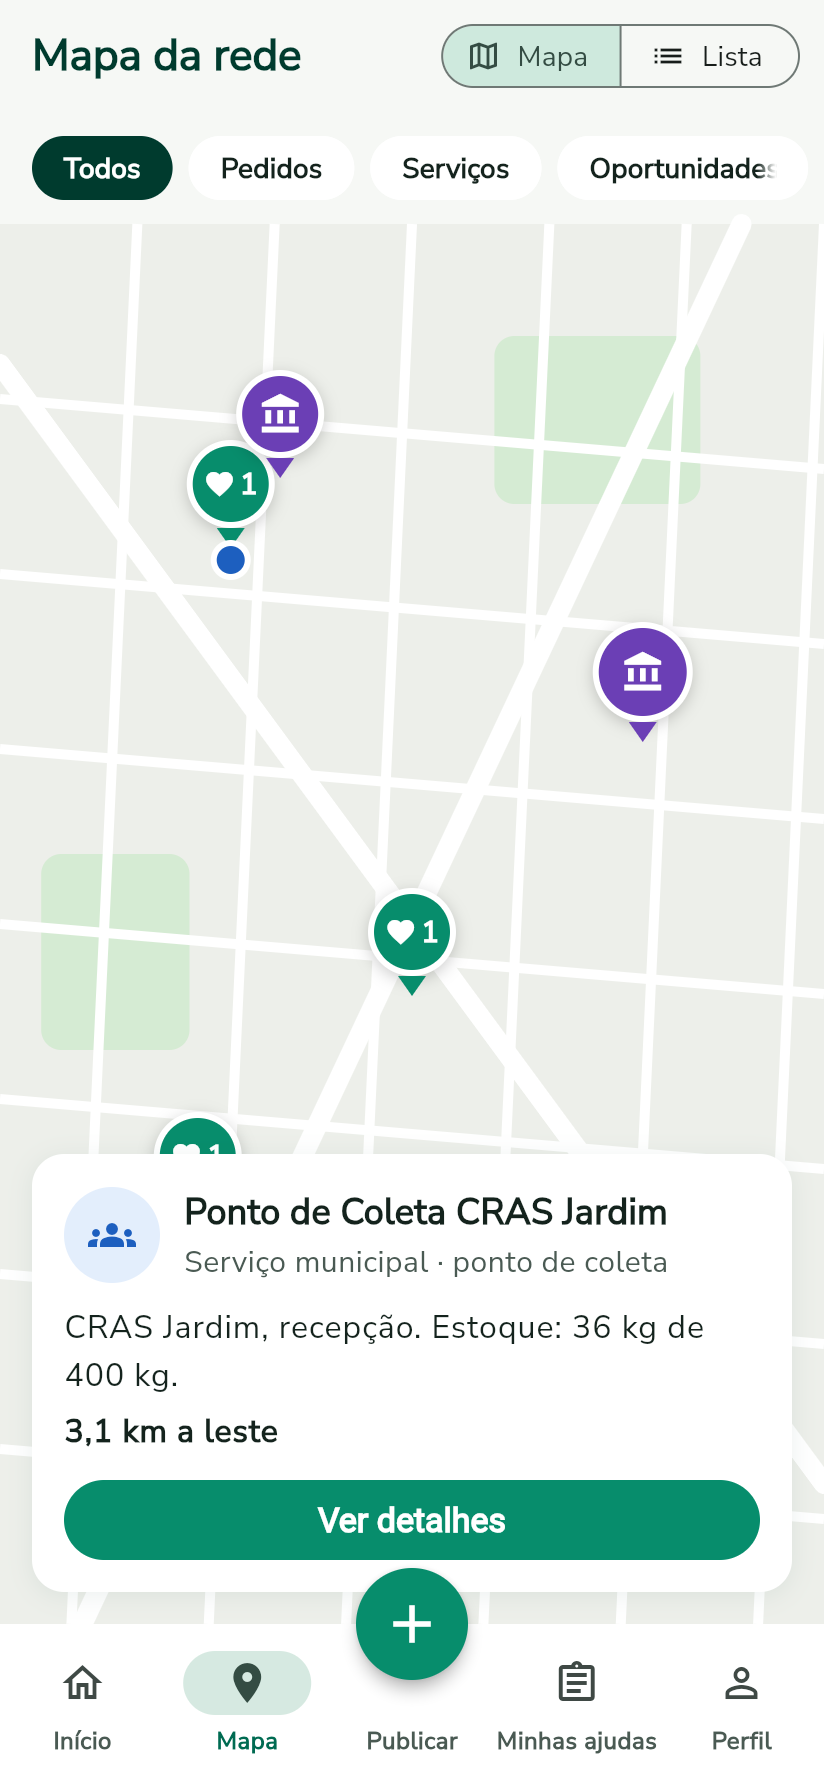 Mapa da rede
Mapa
Lista
Todos
Pedidos
Serviços
Oportunidades
1
1
1
Ponto de Coleta CRAS Jardim
Serviço municipal · ponto de coleta
CRAS Jardim, recepção. Estoque: 36 kg de
400 kg.
3,1 km a leste
Ver detalhes
Início
Mapa
Publicar
Minhas ajudas
Perfil